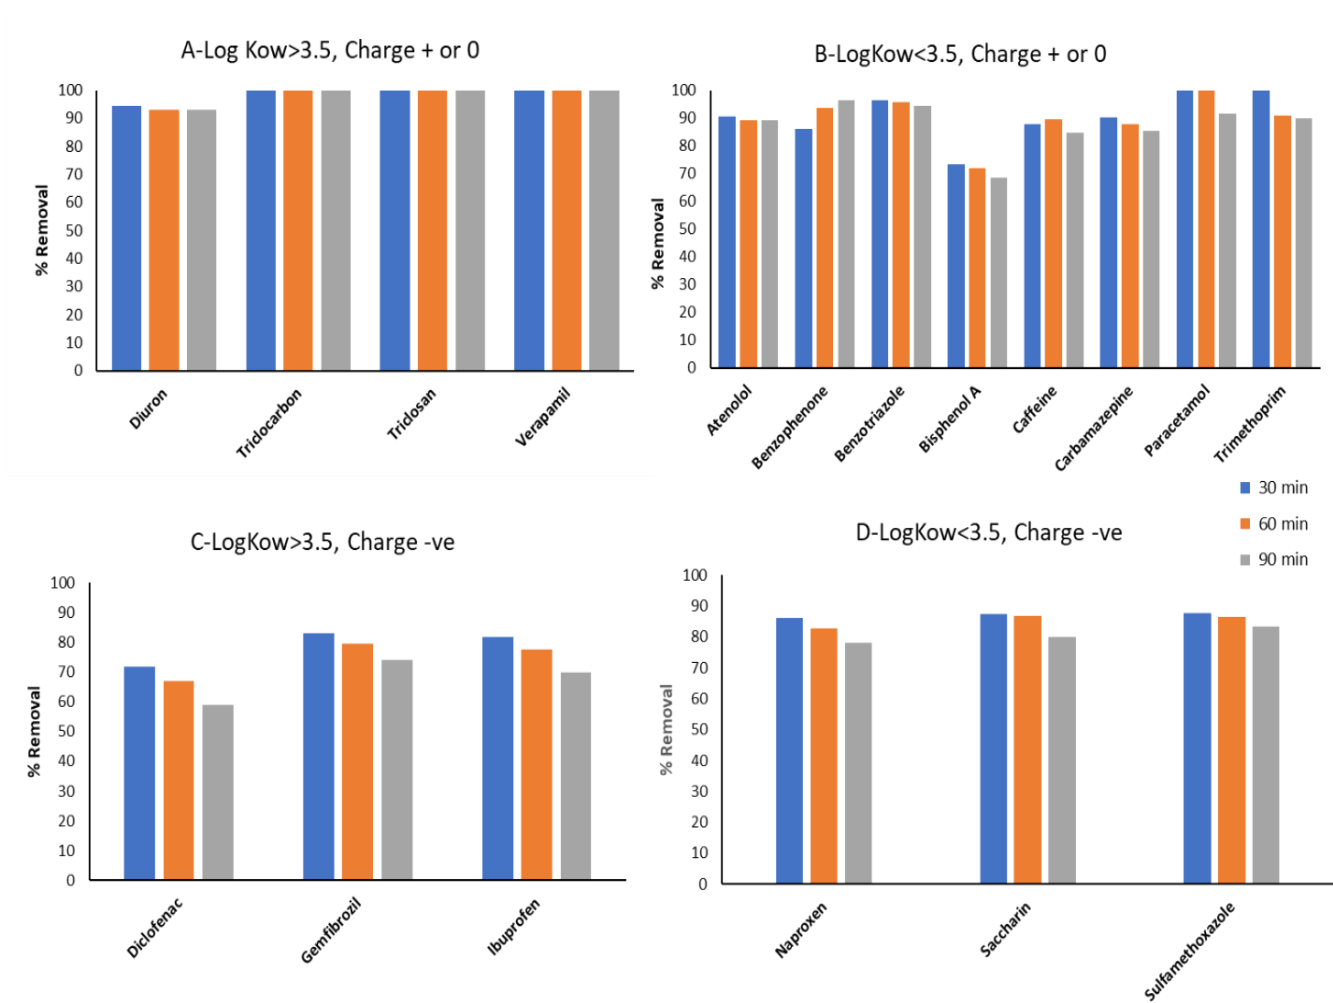 A-Log Kow>3.5, Charge + or 0
% Removal
100
90
80
70
60
50
40
30
20
10
0
Diuron
Triclocarbon
Triclosan
Verapamil
B-LogKow<3.5, Charge + or 0
% Removal
100
90
80
70
60
50
40
30
20
10
0
Atenolol
Benzophenone
Benzotriazole
Bisphenol A
Caffeine
Carbamazepine
Paracetamol
Trimethoprim
30 min
60 min
90 min
C-LogKow>3.5, Charge -ve
% Removal
100
90
80
70
60
50
40
30
20
10
0
Diclofenac
Gemfibrozil
Ibuprofen
D-LogKow<3.5, Charge -ve
% Removal
100
90
80
70
60
50
40
30
20
10
0
Naproxen
Saccharin
Sulfamethoxazole